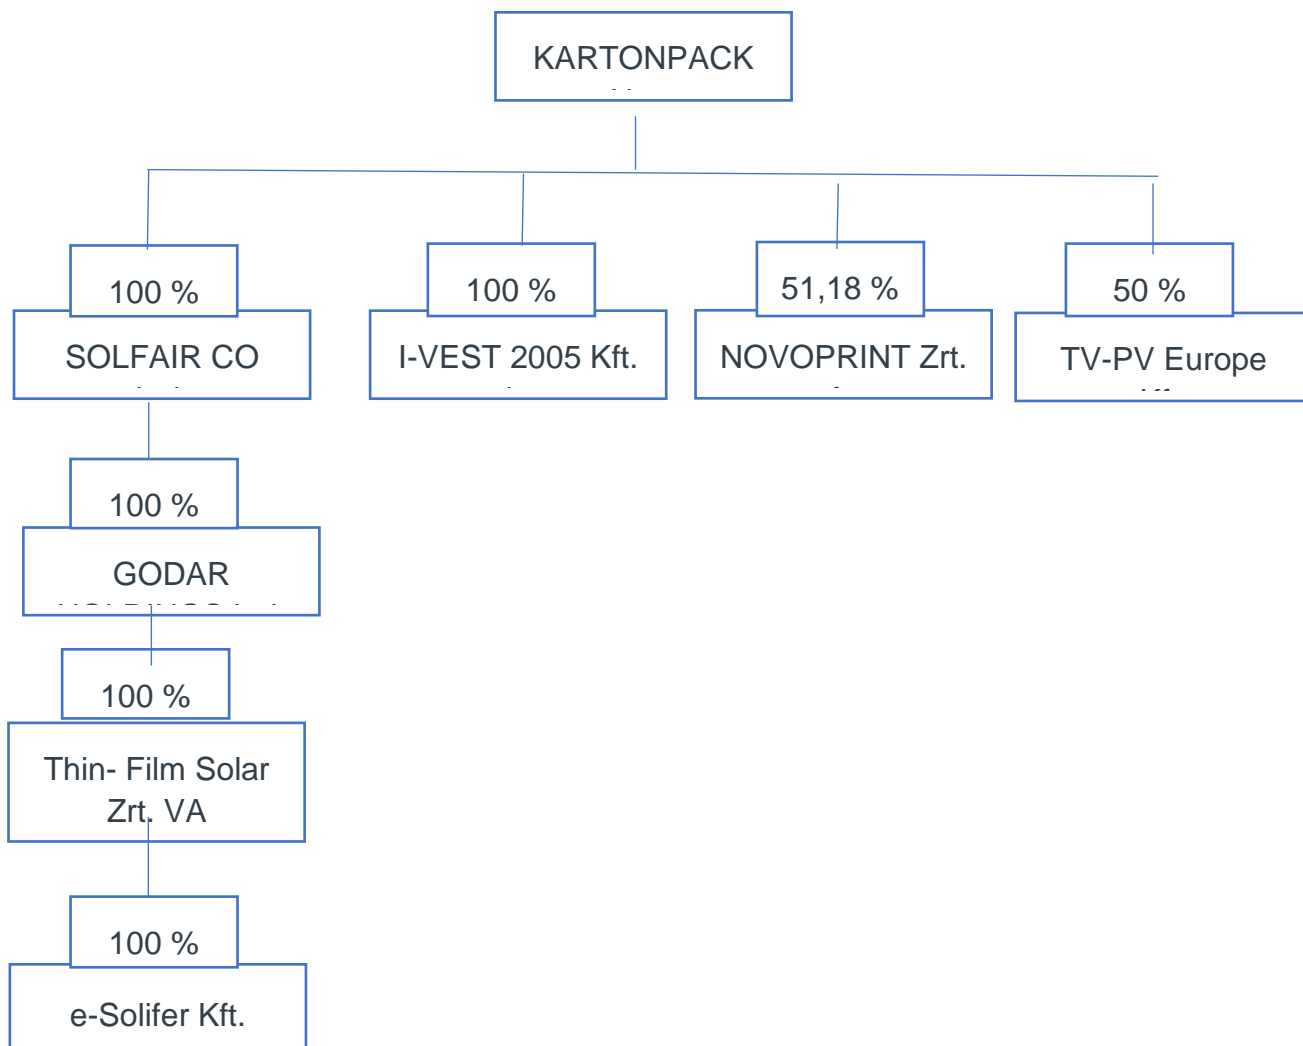 KARTONPACK
100 %
100 %
51,18 %
50 %
SOLFAIR CO
I-VEST 2005 Kft.
NOVOPRINT Zrt.
TV-PV Europe
100 %
GODAR
100 %
Thin- Film Solar
Zrt. VA
100 %
e-Solifer Kft.